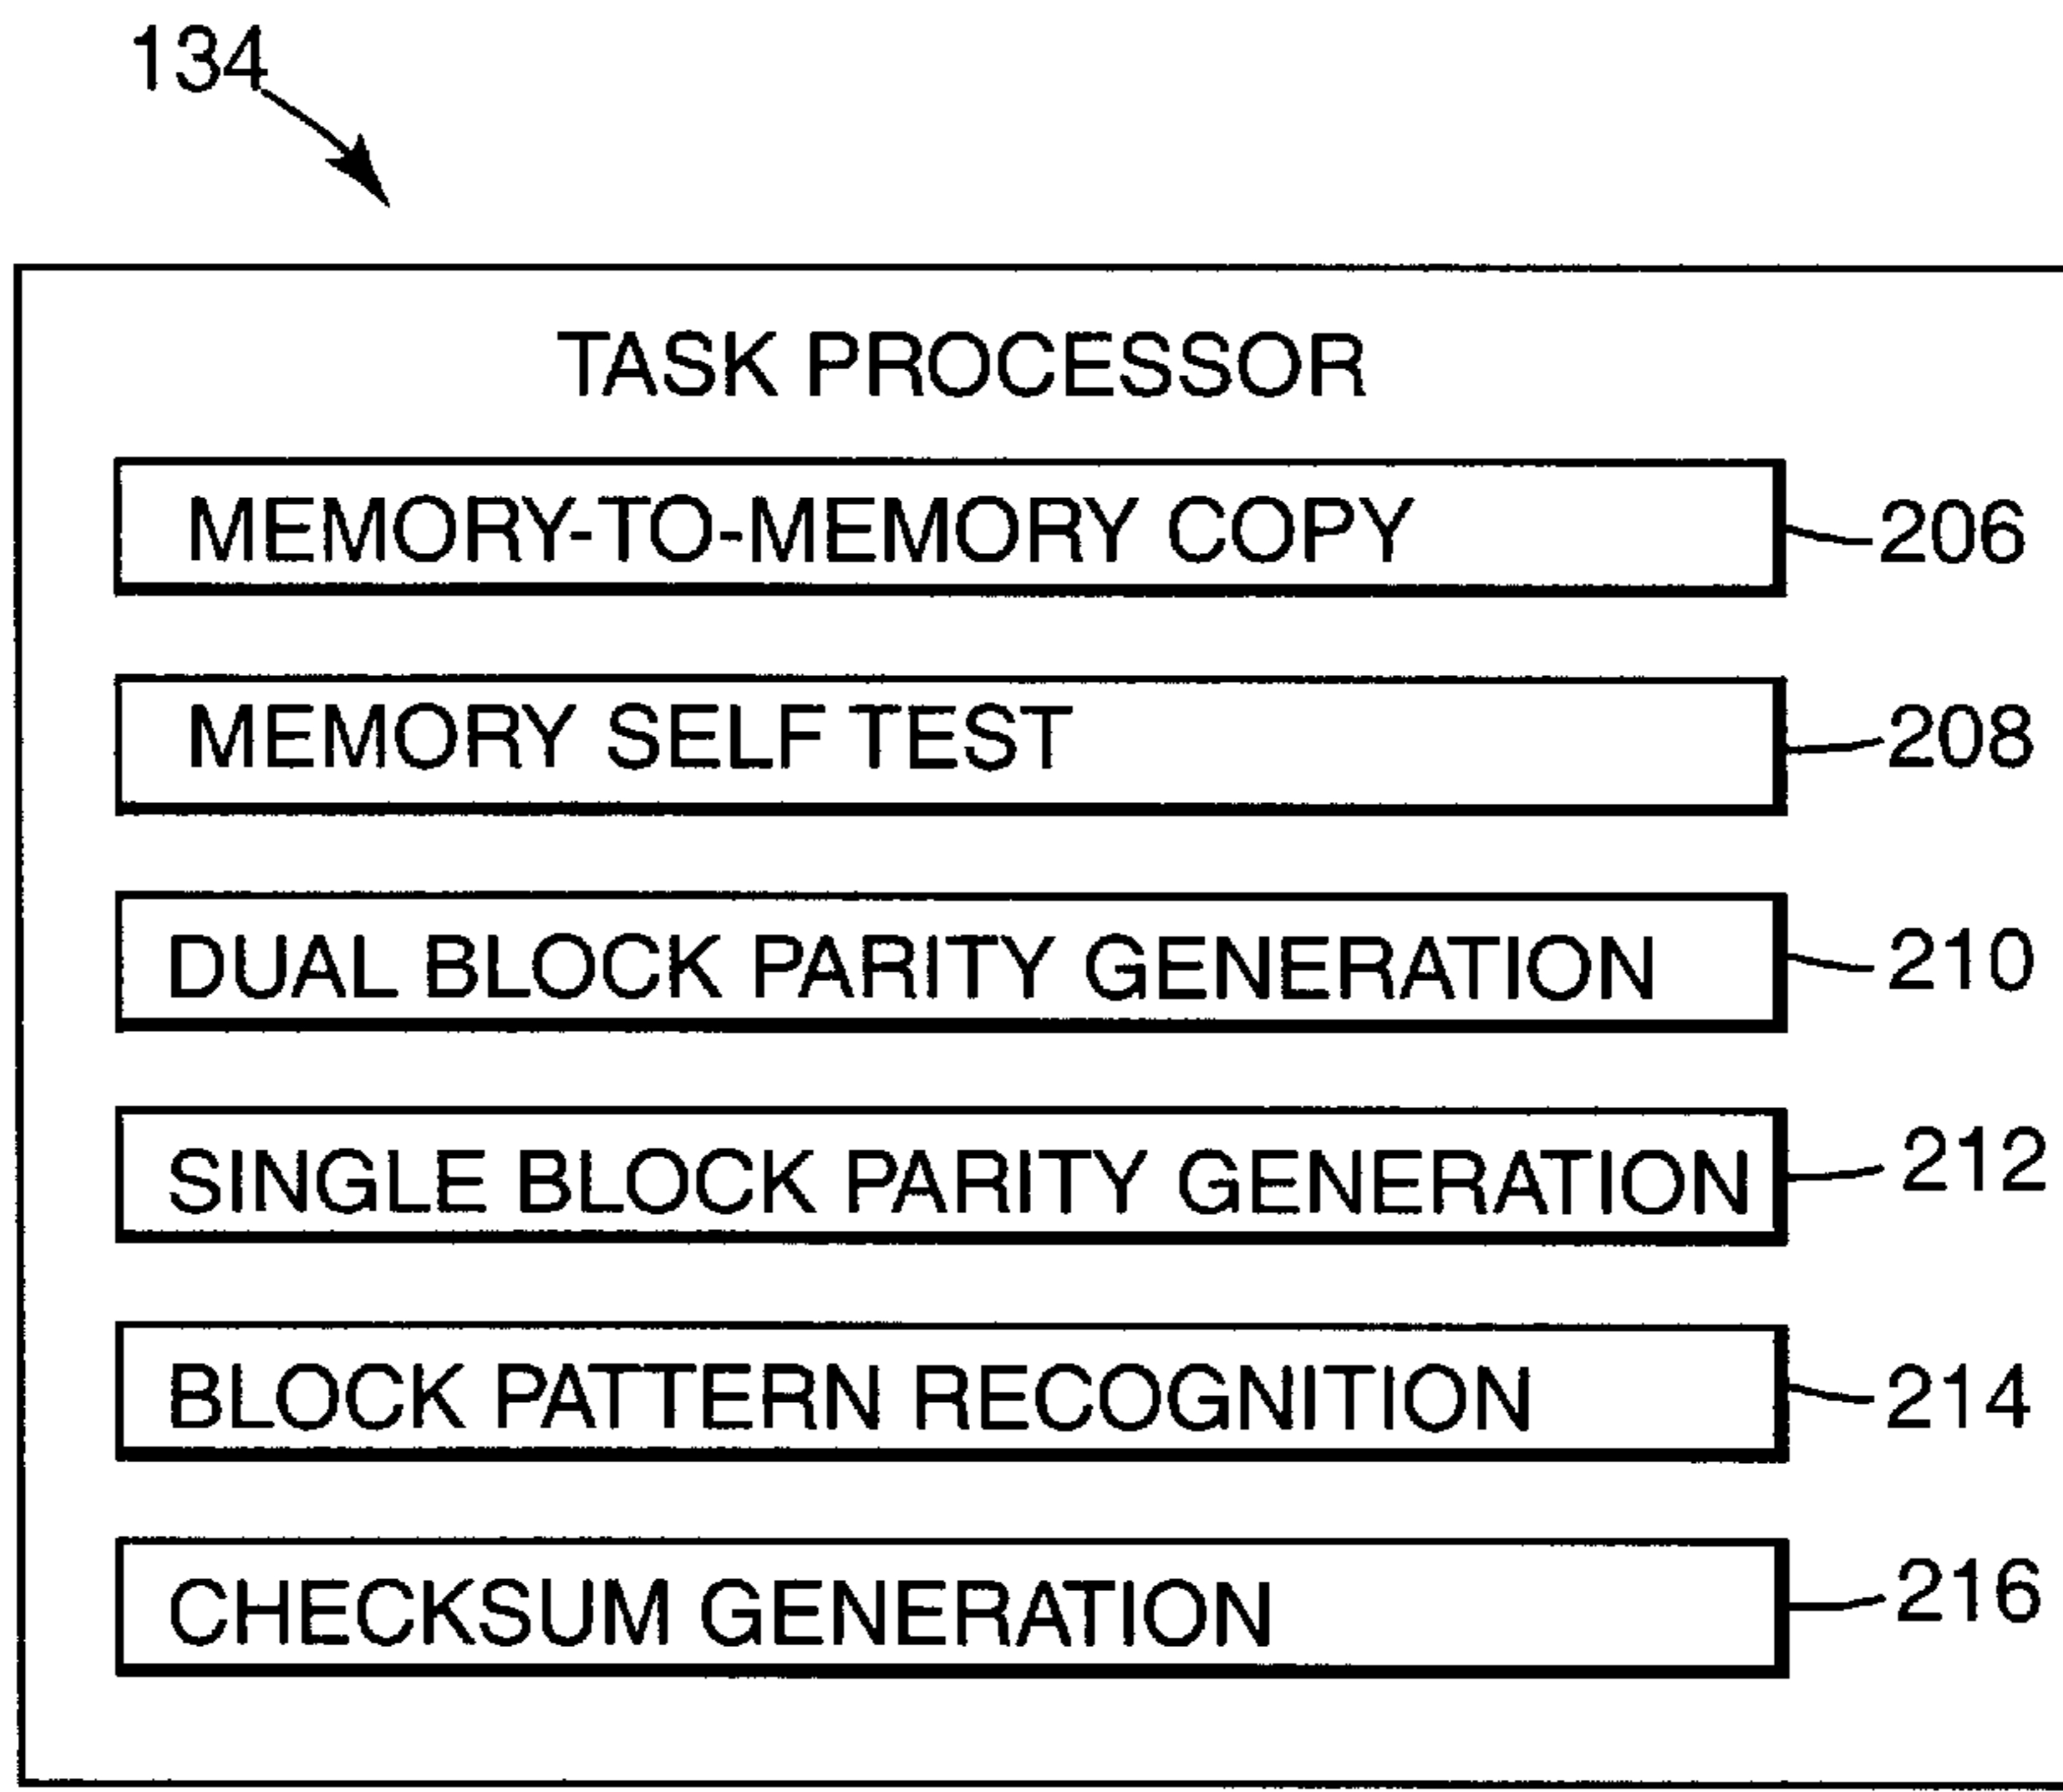 134
TASK PROCESSOR
MEMORY-TO-MEMORY COPY 206
MEMORY SELF TEST 208
DUAL BLOCK PARITY GENERATION 210
SINGLE BLOCK PARITY GENERATION 212
BLOCK PATTERN RECOGNITION 214
CHECKSUM GENERATION 216